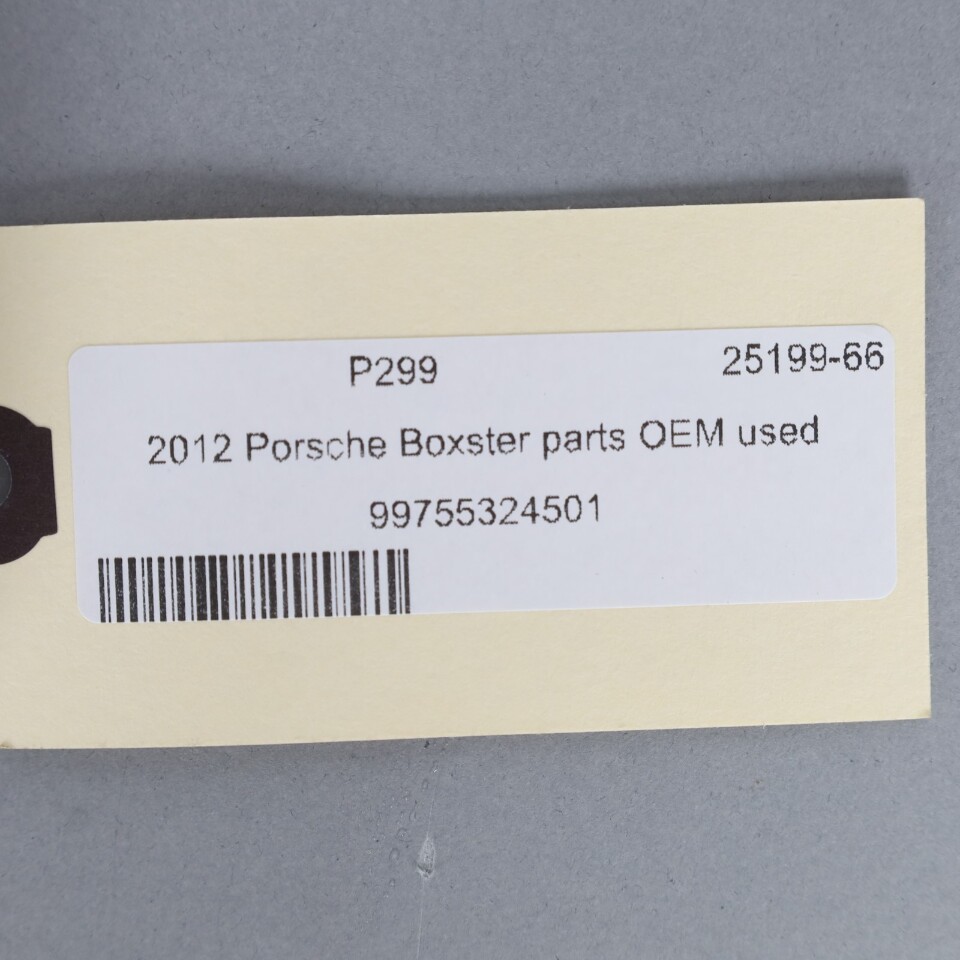 P299 25199-66
2012 Porsche Boxster parts OEM used
99755324501